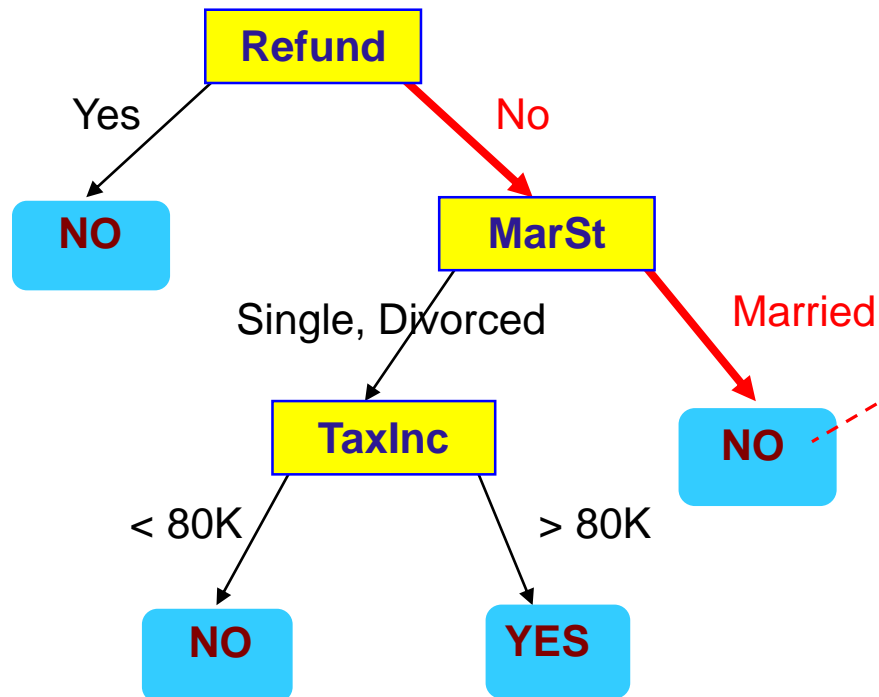 Refund
Yes
No
NO
MarSt
Single, Divorced
Married
TaxInc
NO
< 80K
> 80K
NO
YES